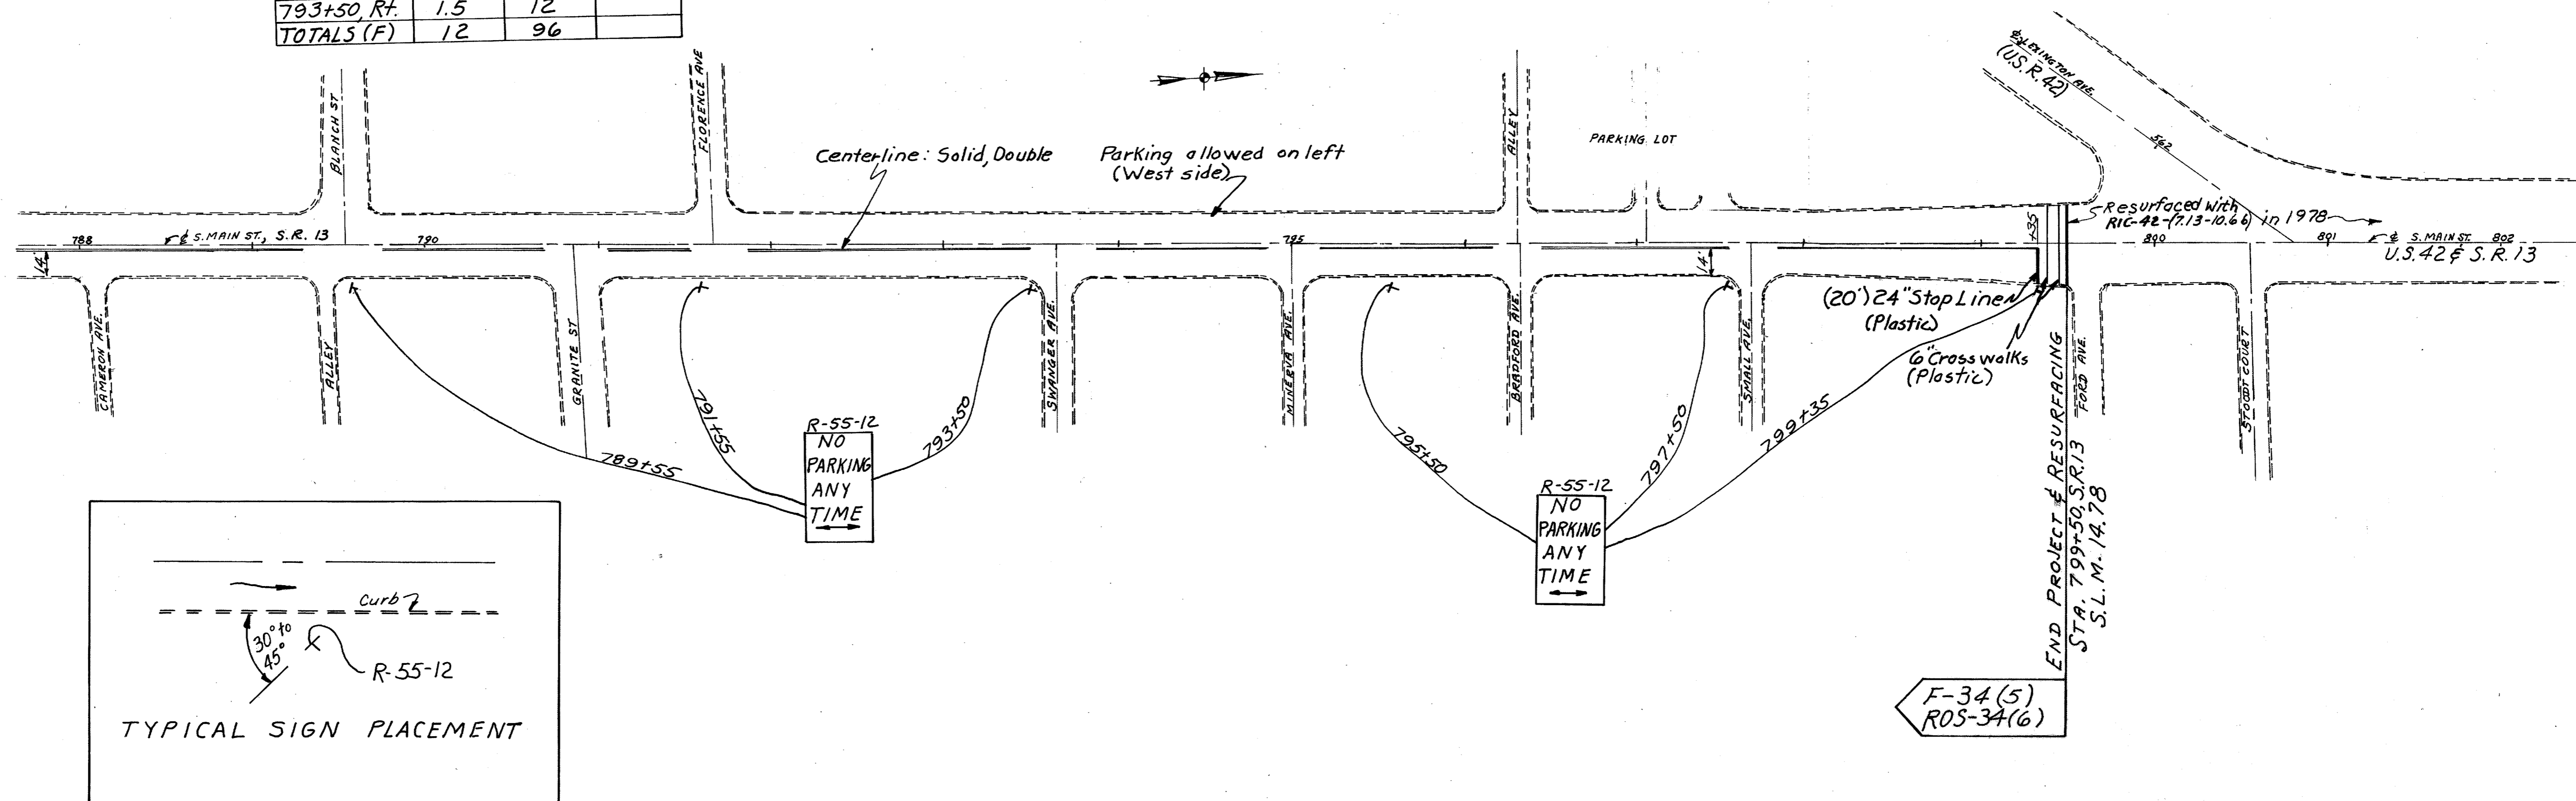 793+50, Rt. 1.5 12
TOTALS (F) 12 96
BLANCH ST
FLORENCE AVE
Centerline: Solid, Double
Parking allowed on left
(West side)
ALLEY
PARKING LOT
℄ LEXINGTON AVE.
(U.S.R. 42)
562
Resurfaced with
RIC-42-(7.13-10.66) in 1978
+35
788
℄ S. MAIN ST., S.R. 13
790
795
800
801
℄ S. MAIN ST. 802
U.S. 42 & S.R. 13
14'
14'
(20') 24" Stop Line
(Plastic)
6" Crosswalks
(Plastic)
CAMERON AVE.
ALLEY
GRANITE ST
SWANGER AVE.
MINERVA AVE.
BRADFORD AVE.
SMALL AVE.
FORD AVE.
STODDT COURT
789+55
791+55
793+50
795+50
797+50
799+35
R-55-12
NO
PARKING
ANY
TIME
R-55-12
NO
PARKING
ANY
TIME
END PROJECT & RESURFACING
STA. 799+50, S.R.13
S.L.M. 14.78
F-34(5)
ROS-34(6)
Curb
30° to
45°
R-55-12
TYPICAL SIGN PLACEMENT